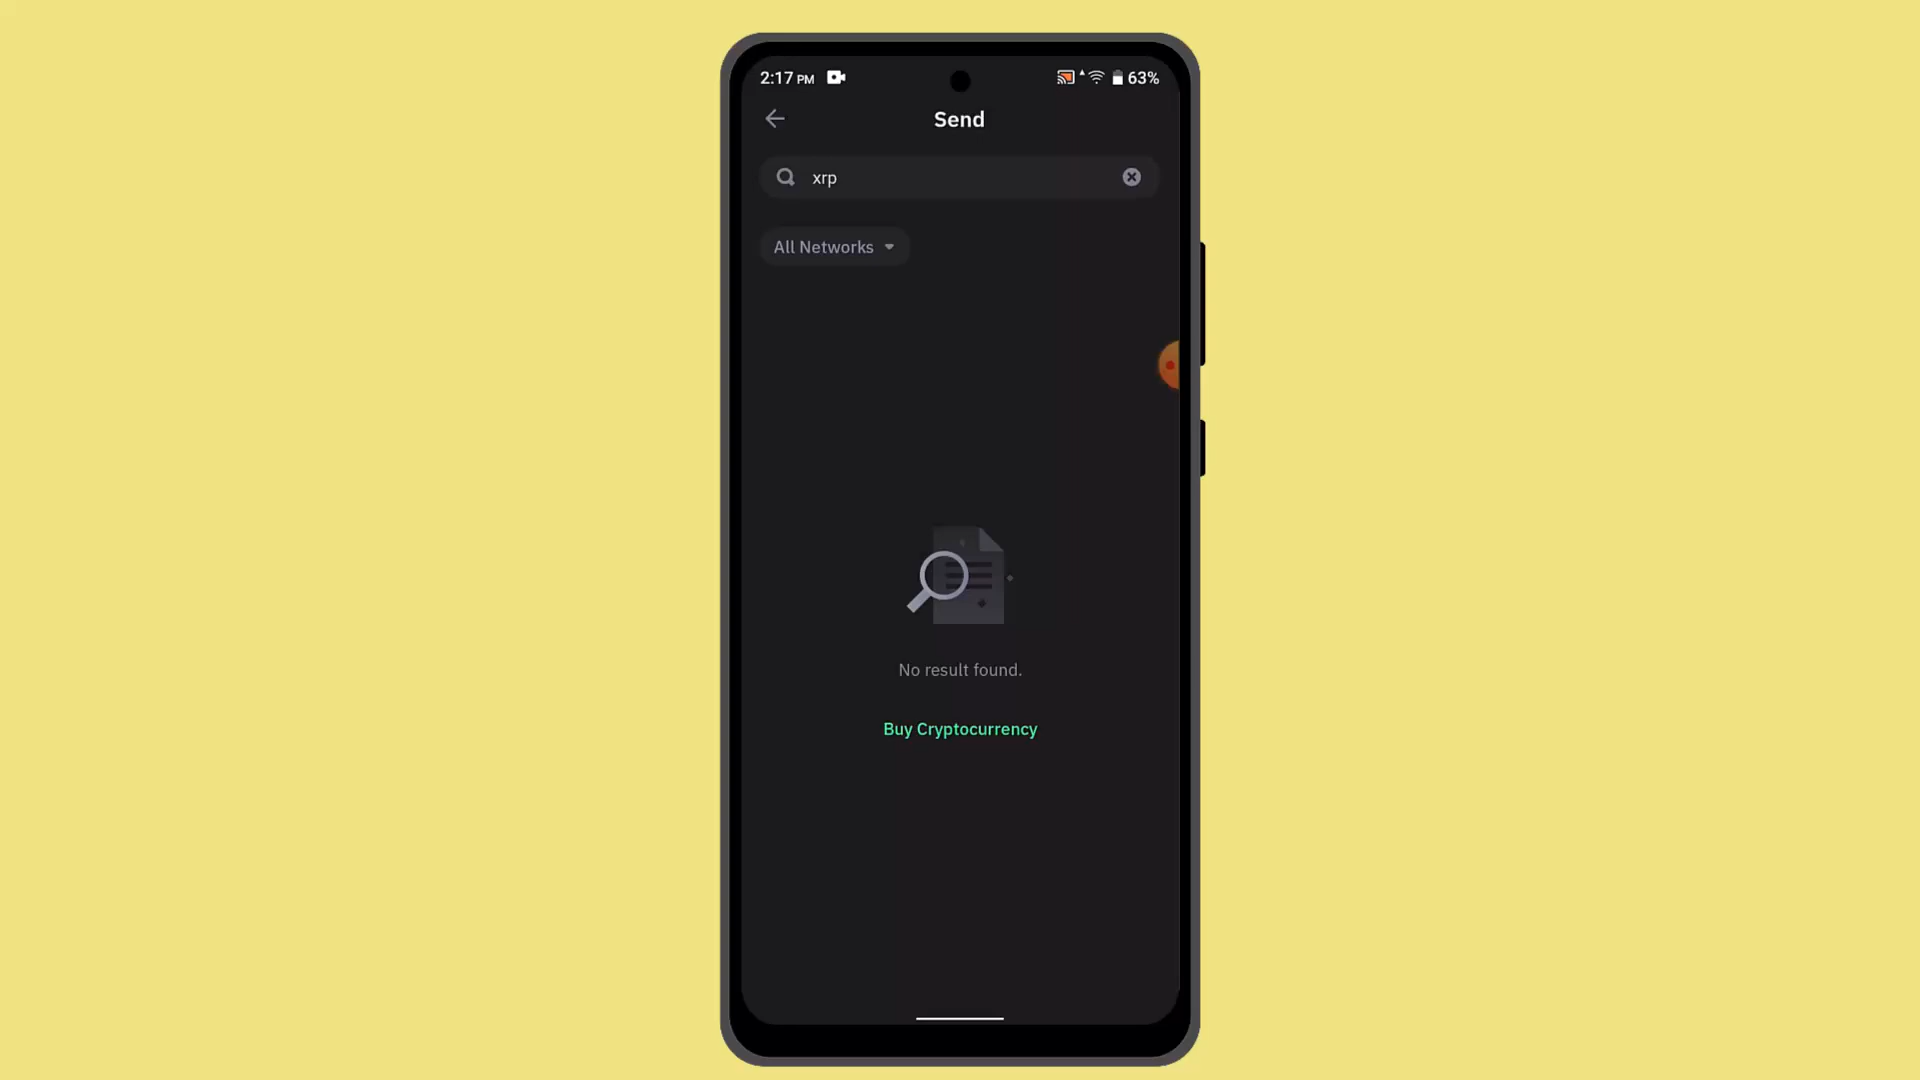 2:17 PM
63%
Send
xrp
All Networks
No result found.
Buy Cryptocurrency